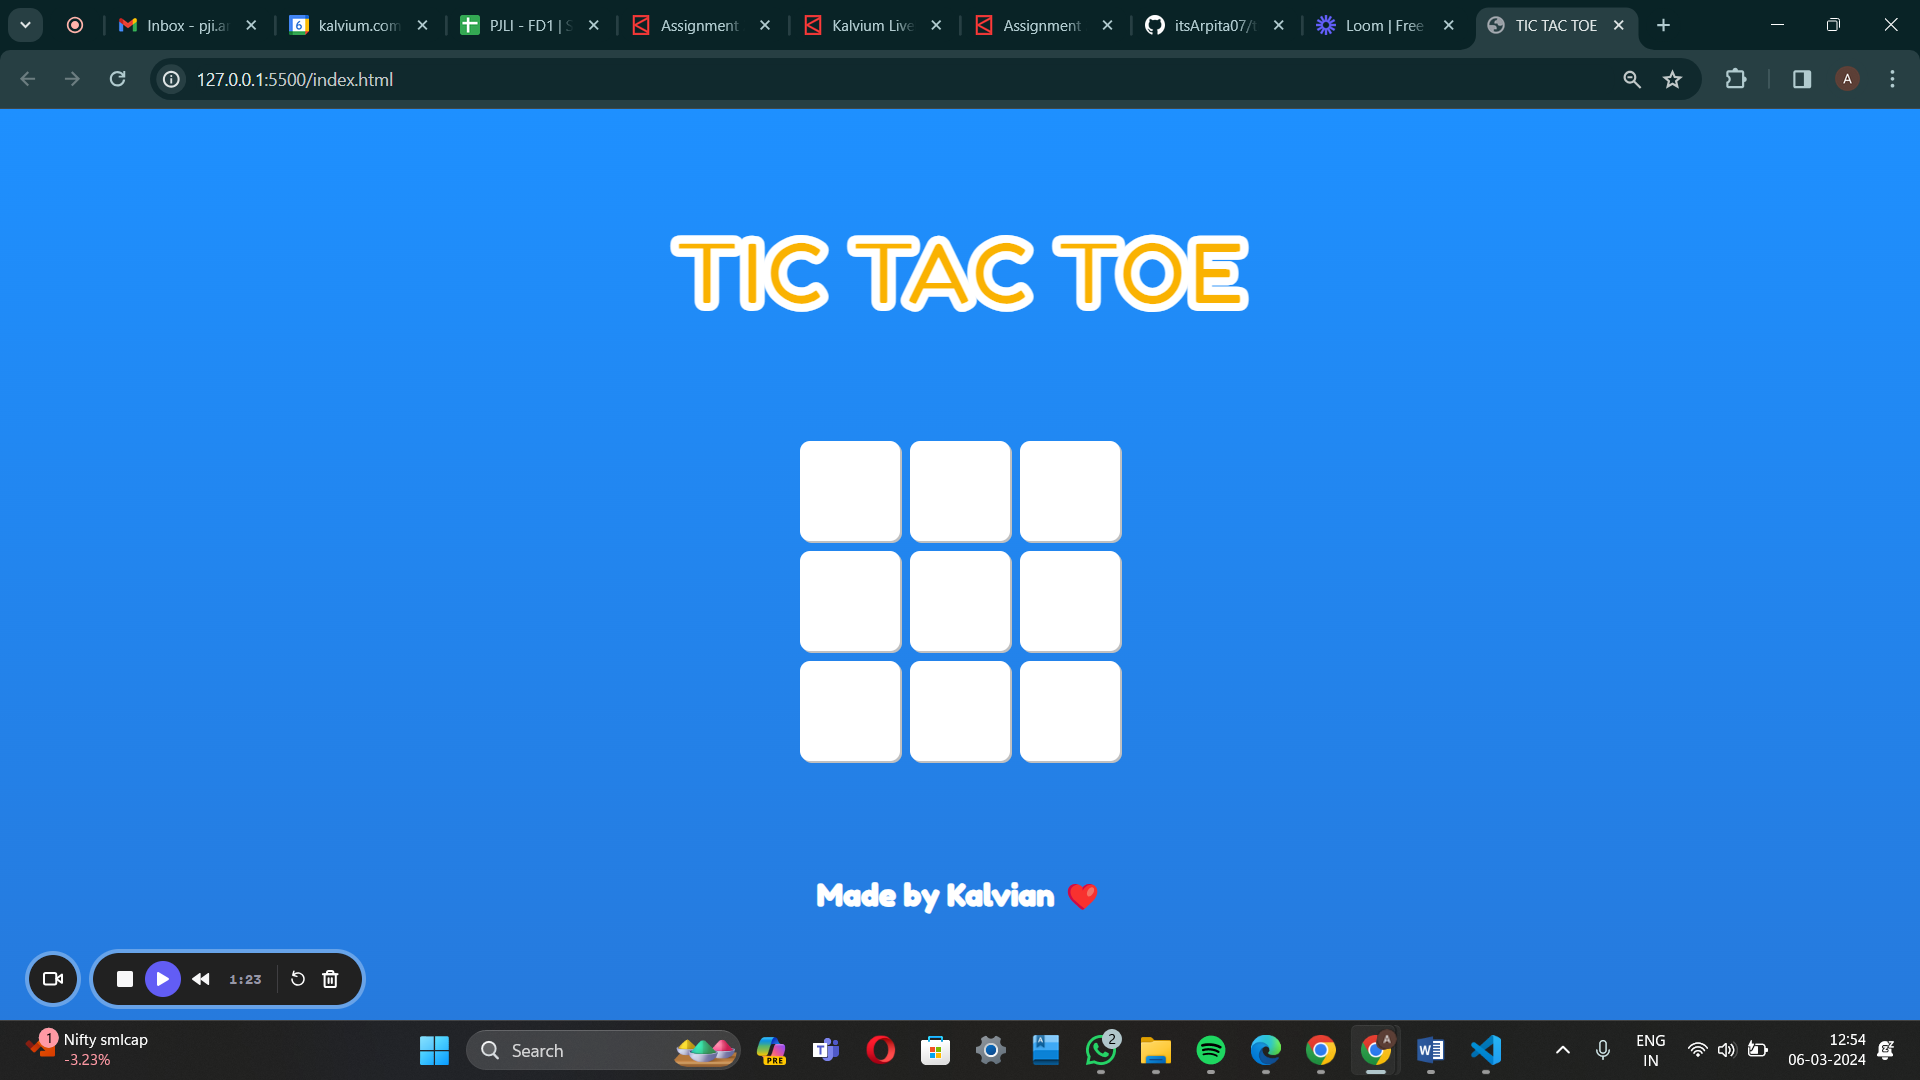 Inbox - pji.a
kalvium.com
PJLI - FD1 | S
Assignment
Kalvium Live
Assignment
itsArpita07/t
Loom | Free
TIC TAC TOE
127.0.0.1:5500/index.html
A
TIC TAC TOE
Made by Kalvian ❤️
1:23
1
Nifty smlcap
-3.23%
Search
PRE
2
A
ENG
IN
12:54
06-03-2024